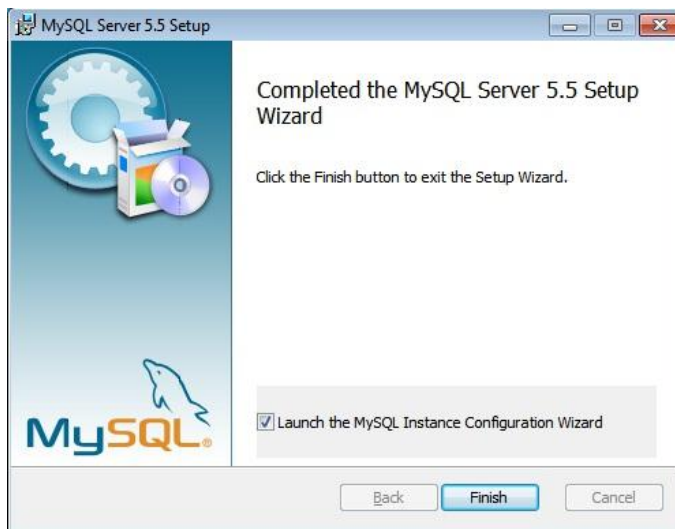 MySQL Server 5.5 Setup
Completed the MySQL Server 5.5 Setup
Wizard
Click the Finish button to exit the Setup Wizard.
MySQL®
Launch the MySQL Instance Configuration Wizard
Back
Finish
Cancel